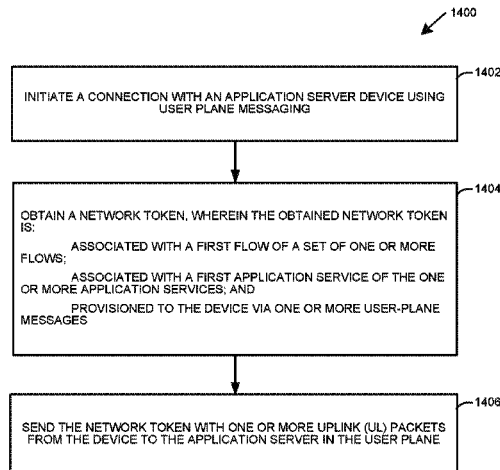 1400
1402
INITIATE A CONNECTION WITH AN APPLICATION SERVER DEVICE USING
USER PLANE MESSAGING
1404
OBTAIN A NETWORK TOKEN, WHEREIN THE OBTAINED NETWORK TOKEN
IS:
ASSOCIATED WITH A FIRST FLOW OF A SET OF ONE OR MORE
FLOWS;
ASSOCIATED WITH A FIRST APPLICATION SERVICE OF THE ONE
OR MORE APPLICATION SERVICES; AND
PROVISIONED TO THE DEVICE VIA ONE OR MORE USER-PLANE
MESSAGES
1406
SEND THE NETWORK TOKEN WITH ONE OR MORE UPLINK (UL) PACKETS
FROM THE DEVICE TO THE APPLICATION SERVER IN THE USER PLANE